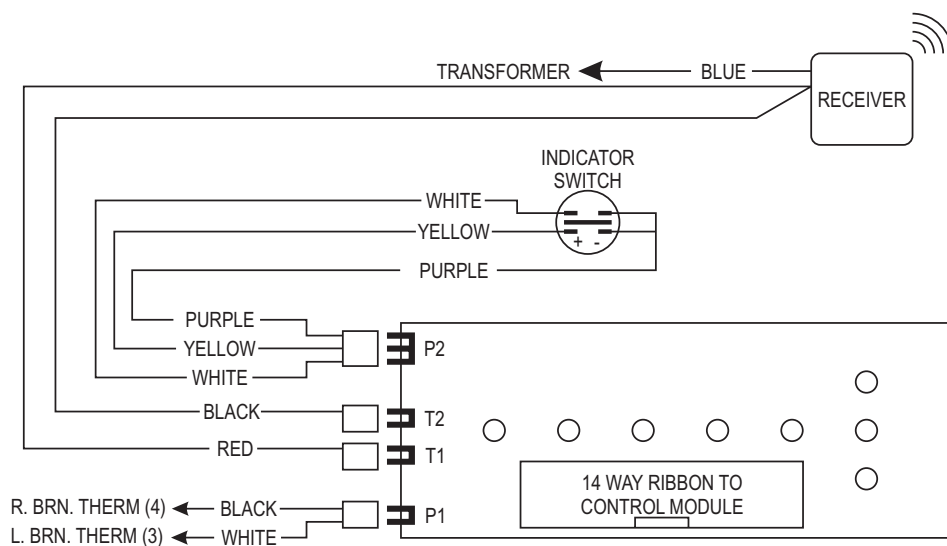 TRANSFORMER
BLUE
RECEIVER
INDICATOR
SWITCH
WHITE
YELLOW
+ -
PURPLE
PURPLE
YELLOW
P2
WHITE
BLACK
T2
RED
T1
14 WAY RIBBON TO
CONTROL MODULE
R. BRN. THERM (4)
BLACK
P1
L. BRN. THERM (3)
WHITE